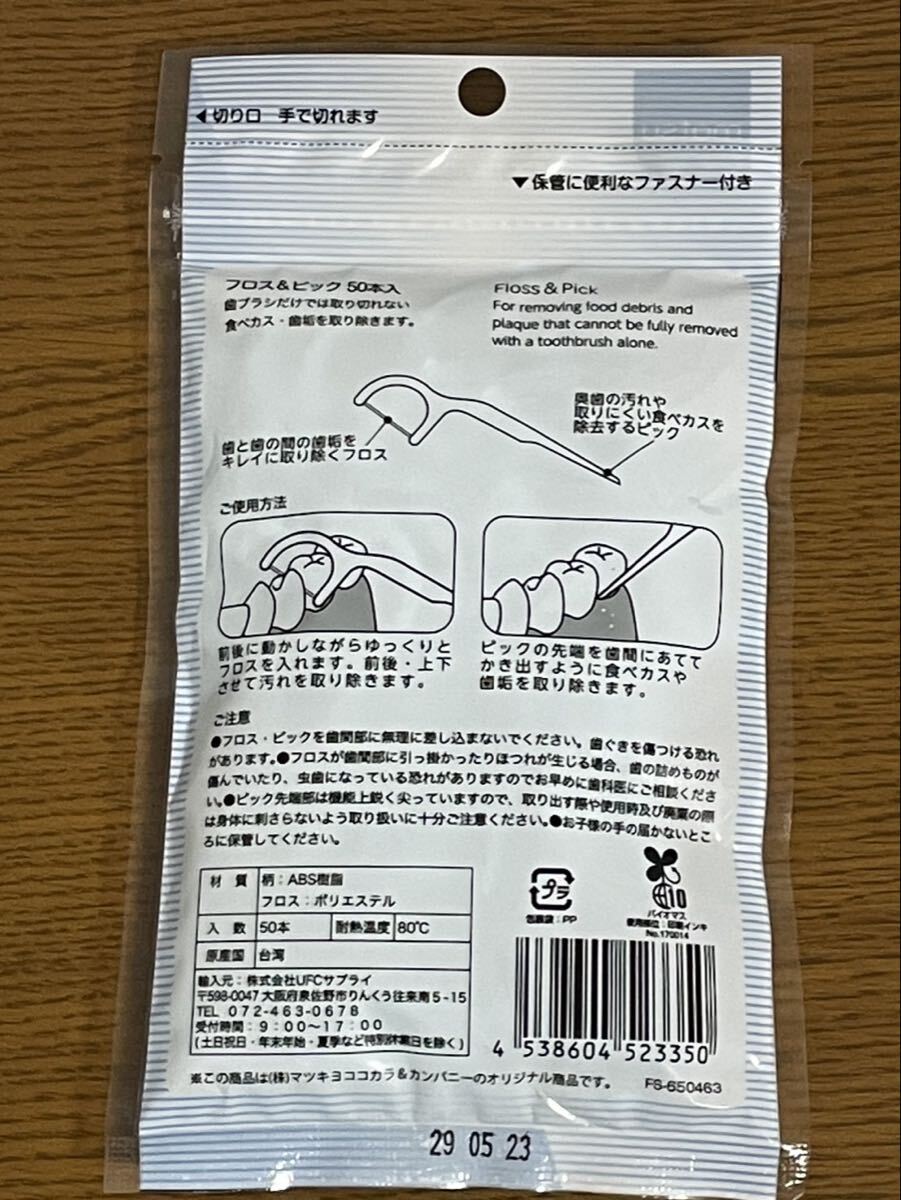 ◀切り口 手で切れます
▼保管に便利なファスナー付き
フロス＆ピック 50本入
歯ブラシだけでは取り切れない
食べカス・歯垢を取り除きます。
Floss & Pick
For removing food debris and
plaque that cannot be fully removed
with a toothbrush alone.
奥歯の汚れや
取りにくい食べカスを
除去するピック
歯と歯の間の歯垢を
キレイに取り除くフロス
ご使用方法
前後に動かしながらゆっくりと
フロスを入れます。前後・上下
させて汚れを取り除きます。
ピックの先端を歯間にあてて
かき出すように食べカスや
歯垢を取り除きます。
ご注意
●フロス・ピックを歯間部に無理に差し込まないでください。歯ぐきを傷つける恐れ
があります。●フロスが歯間部に引っ掛かったりほつれが生じる場合、歯の詰めものが
傷んでいたり、虫歯になっている恐れがありますのでお早めに歯科医にご相談くださ
い。●ピック先端部は機能上鋭く尖っていますので、取り出す際や使用時及び廃棄の際
は身体に刺さらないよう取り扱いに十分ご注意ください。●お子様の手の届かないとこ
ろに保管してください。
材質 柄：ABS樹脂
フロス：ポリエステル
入数 50本 耐熱温度 80℃
原産国 台湾
輸入元：株式会社UFCサプライ
〒598-0047 大阪府泉佐野市りんくう往来南5-15
TEL 072-463-0678
受付時間：9:00〜17:00
(土日祝日・年末年始・夏季など特別休業日を除く)
プラ
包装袋：PP
バイオマス
使用部位：印刷インキ
No.170014
4 538604 523350
※この商品は(株)マツキヨココカラ＆カンパニーのオリジナル商品です。
FS-650463
29 05 23